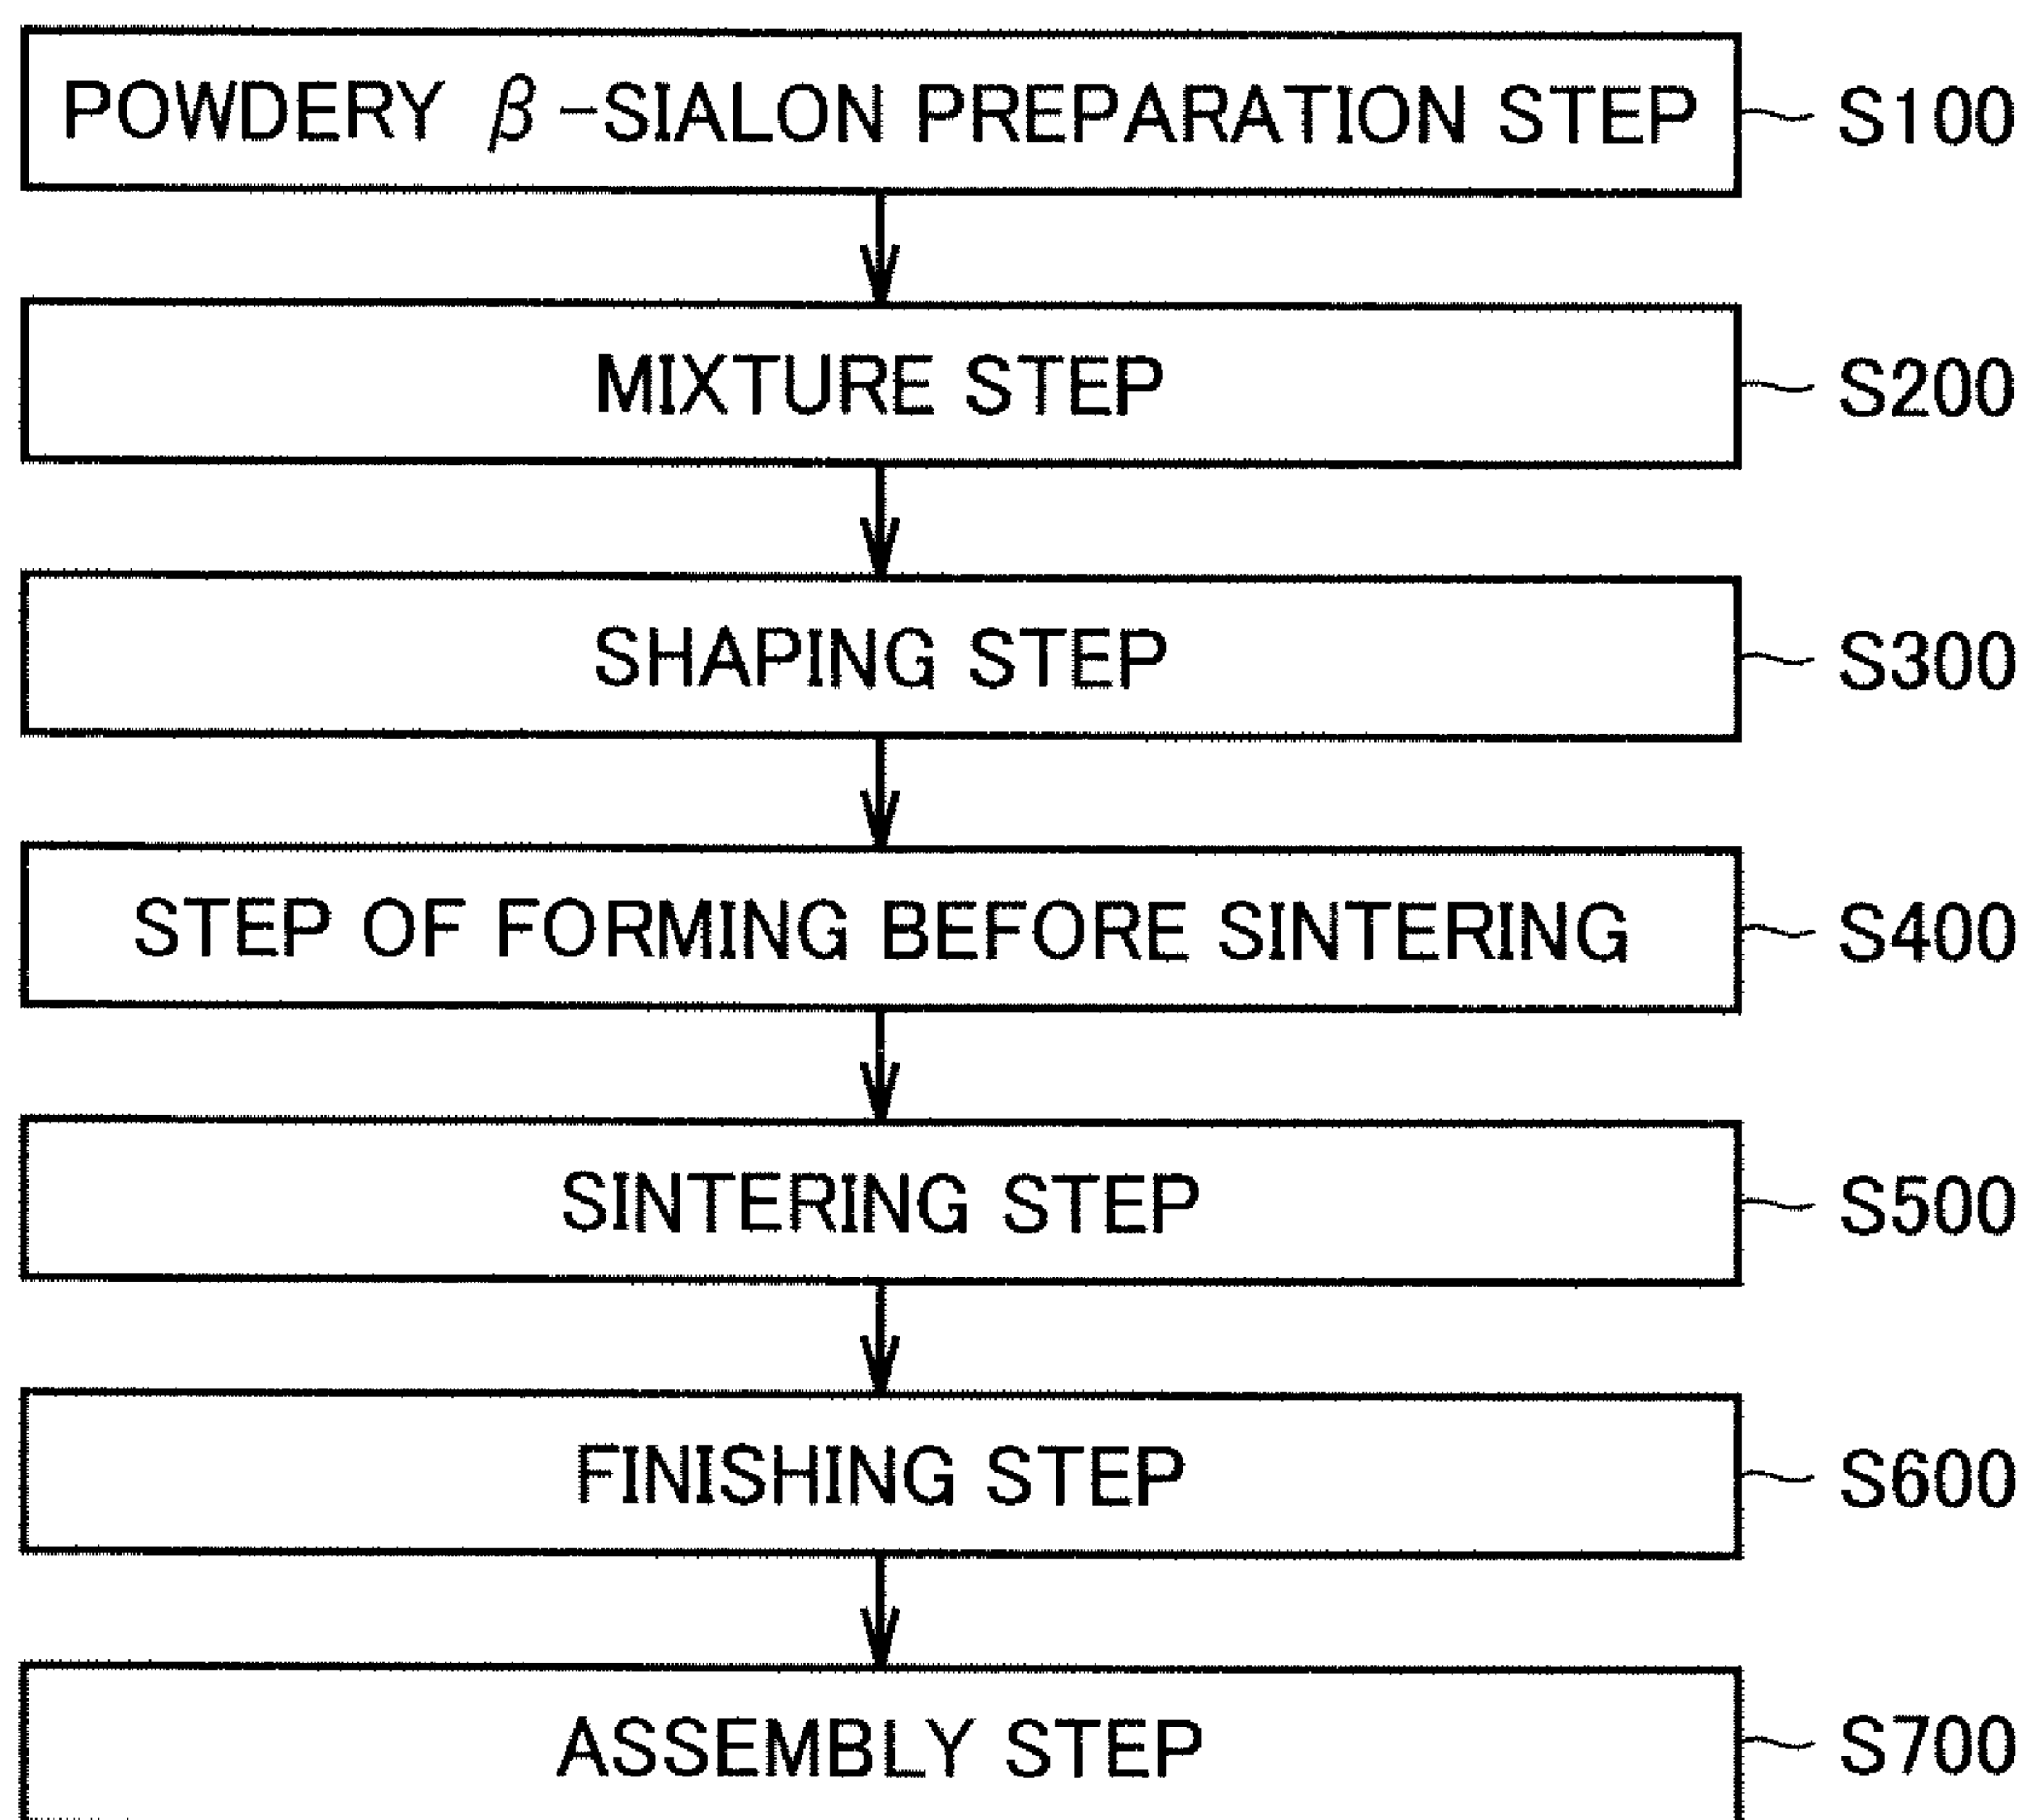 POWDERY β-SIALON PREPARATION STEP S100
MIXTURE STEP S200
SHAPING STEP S300
STEP OF FORMING BEFORE SINTERING S400
SINTERING STEP S500
FINISHING STEP S600
ASSEMBLY STEP S700